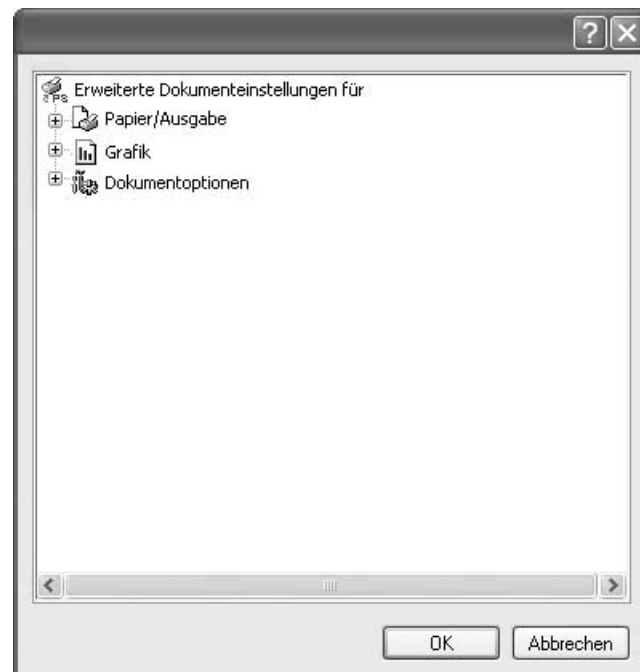 Erweiterte Dokumenteinstellungen für
Papier/Ausgabe
Grafik
Dokumentoptionen
OK
Abbrechen